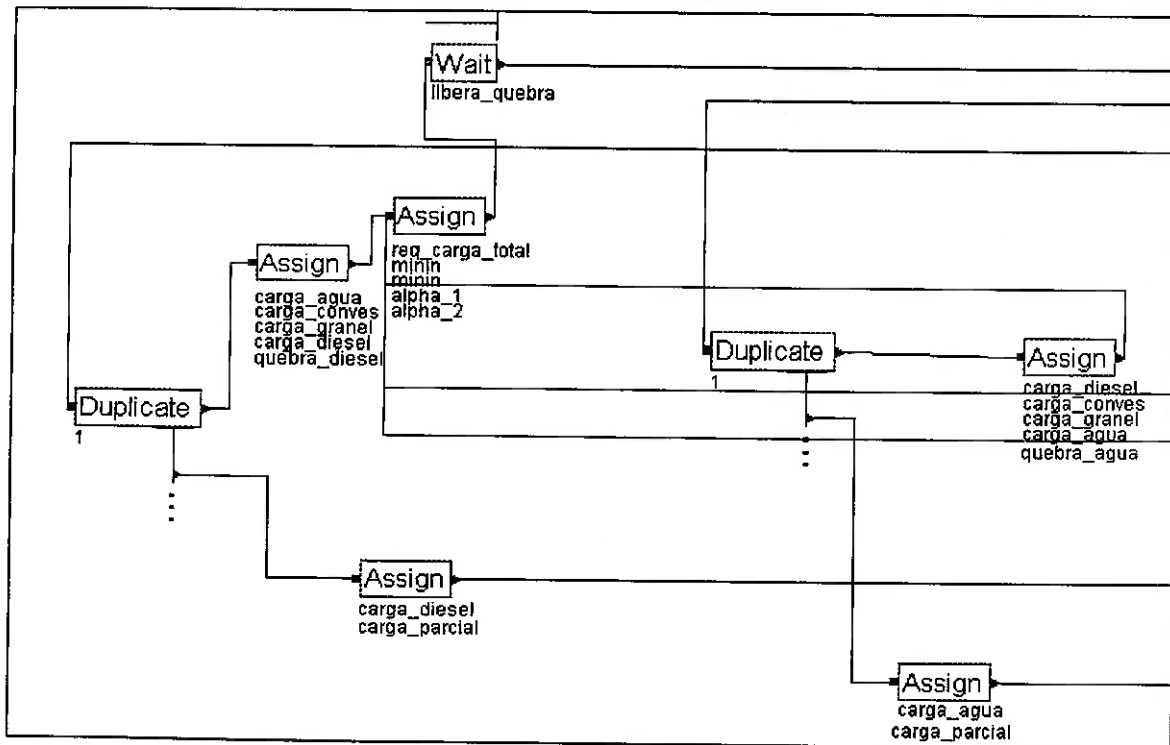 Wait
libera_quebra
Assign
req_carga_total
minin
minin
alpha_1
alpha_2
Assign
carga_agua
carga_conves
carga_granel
carga_diesel
quebra_diesel
Duplicate
1
Duplicate
1
Assign
carga_diesel
carga_conves
carga_granel
carga_agua
quebra_agua
Assign
carga_diesel
carga_parcial
Assign
carga_agua
carga_parcial